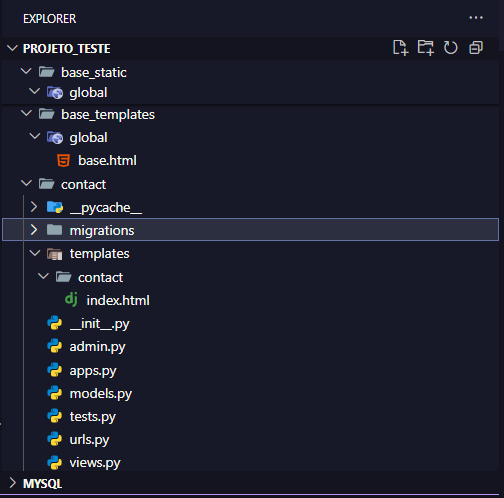 EXPLORER
PROJETO_TESTE
base_static
global
base_templates
global
base.html
contact
__pycache__
migrations
templates
contact
dj index.html
__init__.py
admin.py
apps.py
models.py
tests.py
urls.py
views.py
MYSQL